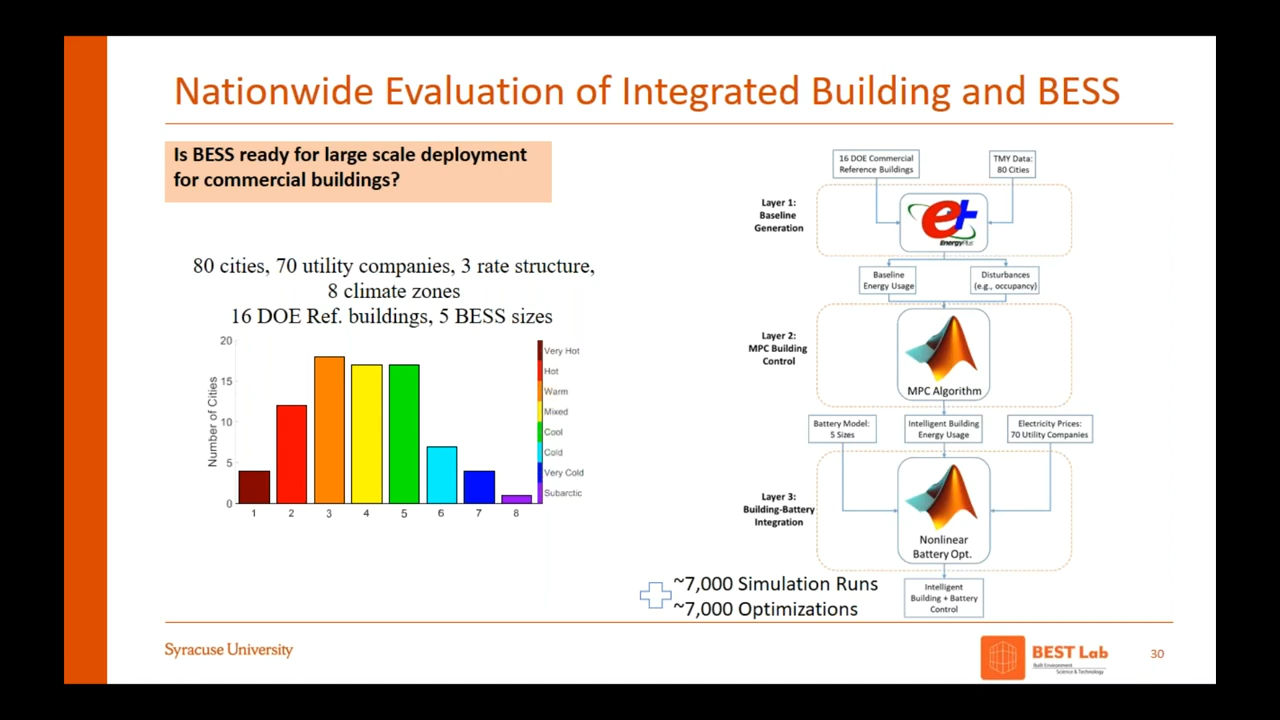 Nationwide Evaluation of Integrated Building and BESS
Is BESS ready for large scale deployment
for commercial buildings?
80 cities, 70 utility companies, 3 rate structure,
8 climate zones
16 DOE Ref. buildings, 5 BESS sizes
Number of Cities
20
15
10
5
0
1 2 3 4 5 6 7 8
Very Hot
Hot
Warm
Mixed
Cool
Cold
Very Cold
Subarctic
16 DOE Commercial
Reference Buildings
TMY Data:
80 Cities
Layer 1:
Baseline
Generation
e+
EnergyPlus
Baseline
Energy Usage
Disturbances
(e.g., occupancy)
Layer 2:
MPC Building
Control
MPC Algorithm
Battery Model:
5 Sizes
Intelligent Building
Energy Usage
Electricity Prices:
70 Utility Companies
Layer 3:
Building-Battery
Integration
Nonlinear
Battery Opt.
Intelligent
Building + Battery
Control
~7,000 Simulation Runs
~7,000 Optimizations
Syracuse University
BEST Lab
Built Environment
Science & Technology
30